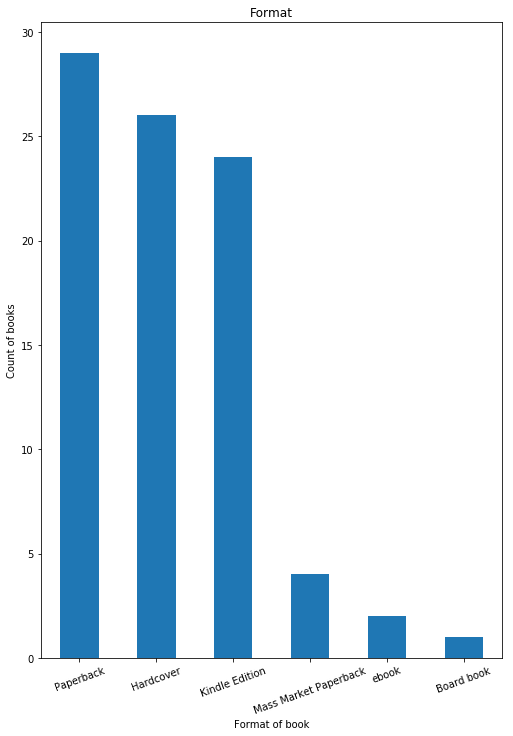 Format
30
25
20
15
10
5
0
Count of books
Paperback
Hardcover
Kindle Edition
Mass Market Paperback
ebook
Board book
Format of book